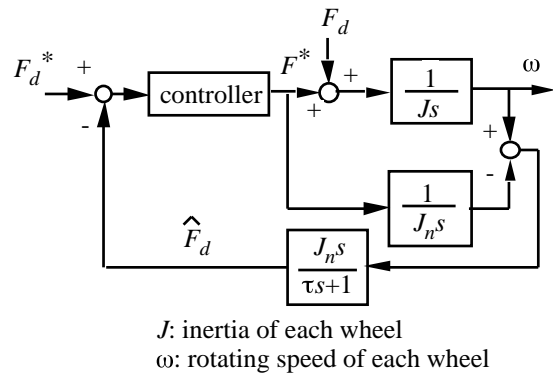 F_d
F_d* + F* + ω
controller + 1/Js
- +
-
1/J_n s
F̂_d J_n s/τs+1
J: inertia of each wheel
ω: rotating speed of each wheel